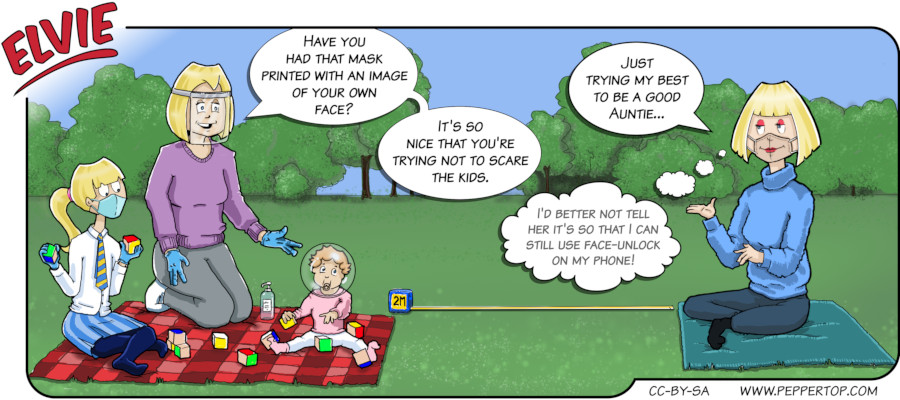 ELVIE
HAVE YOU
HAD THAT MASK
PRINTED WITH AN IMAGE
OF YOUR OWN
FACE?
IT'S SO
NICE THAT YOU'RE
TRYING NOT TO SCARE
THE KIDS.
JUST
TRYING MY BEST
TO BE A GOOD
AUNTIE...
I'D BETTER NOT TELL
HER IT'S SO THAT I CAN
STILL USE FACE-UNLOCK
ON MY PHONE!
2M
CC-BY-SA
WWW.PEPPERTOP.COM